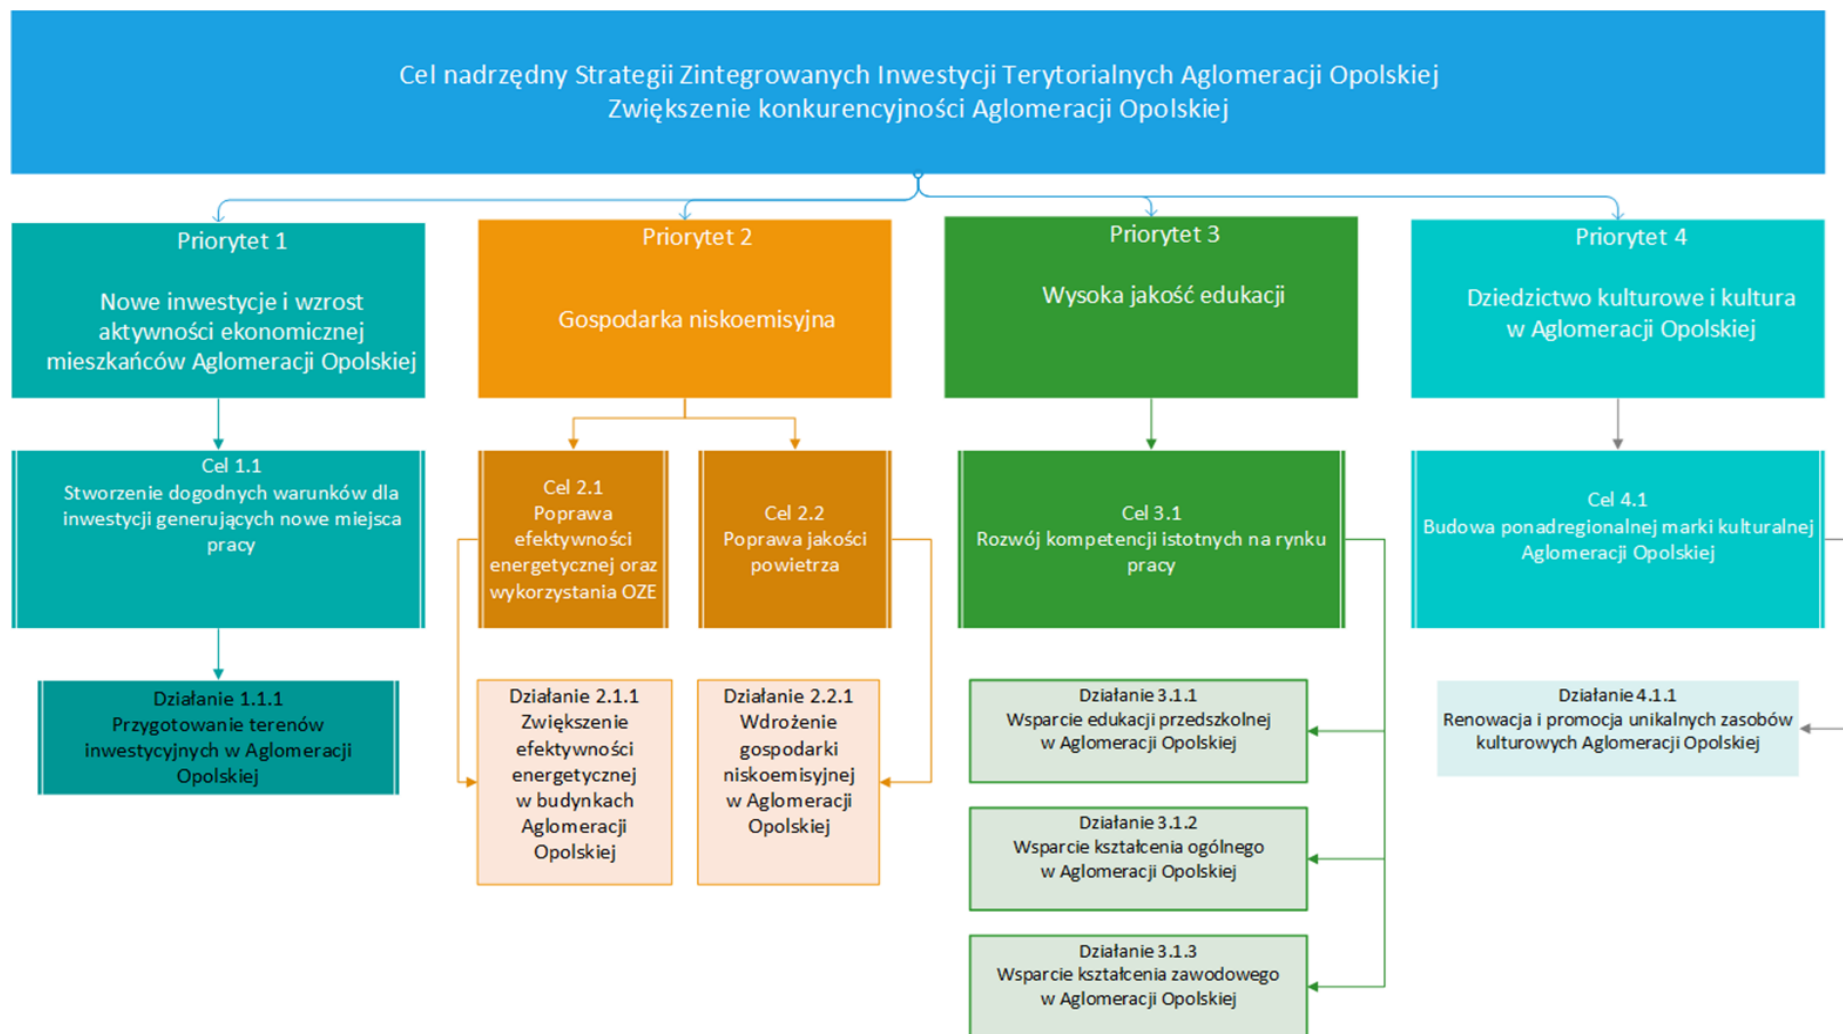 Cel nadrzędny Strategii Zintegrowanych Inwestycji Terytorialnych Aglomeracji Opolskiej
Zwiększenie konkurencyjności Aglomeracji Opolskiej
Priorytet 1
Nowe inwestycje i wzrost
aktywności ekonomicznej
mieszkańców Aglomeracji Opolskiej
Priorytet 2
Gospodarka niskoemisyjna
Priorytet 3
Wysoka jakość edukacji
Priorytet 4
Dziedzictwo kulturowe i kultura
w Aglomeracji Opolskiej
Cel 1.1
Stworzenie dogodnych warunków dla
inwestycji generujących nowe miejsca
pracy
Cel 2.1
Poprawa
efektywności
energetycznej oraz
wykorzystania OZE
Cel 2.2
Poprawa jakości
powietrza
Cel 3.1
Rozwój kompetencji istotnych na rynku
pracy
Cel 4.1
Budowa ponadregionalnej marki kulturalnej
Aglomeracji Opolskiej
Działanie 1.1.1
Przygotowanie terenów
inwestycyjnych w Aglomeracji
Opolskiej
Działanie 2.1.1
Zwiększenie
efektywności
energetycznej
w budynkach
Aglomeracji
Opolskiej
Działanie 2.2.1
Wdrożenie
gospodarki
niskoemisyjnej
w Aglomeracji
Opolskiej
Działanie 3.1.1
Wsparcie edukacji przedszkolnej
w Aglomeracji Opolskiej
Działanie 3.1.2
Wsparcie kształcenia ogólnego
w Aglomeracji Opolskiej
Działanie 3.1.3
Wsparcie kształcenia zawodowego
w Aglomeracji Opolskiej
Działanie 4.1.1
Renowacja i promocja unikalnych zasobów
kulturowych Aglomeracji Opolskiej